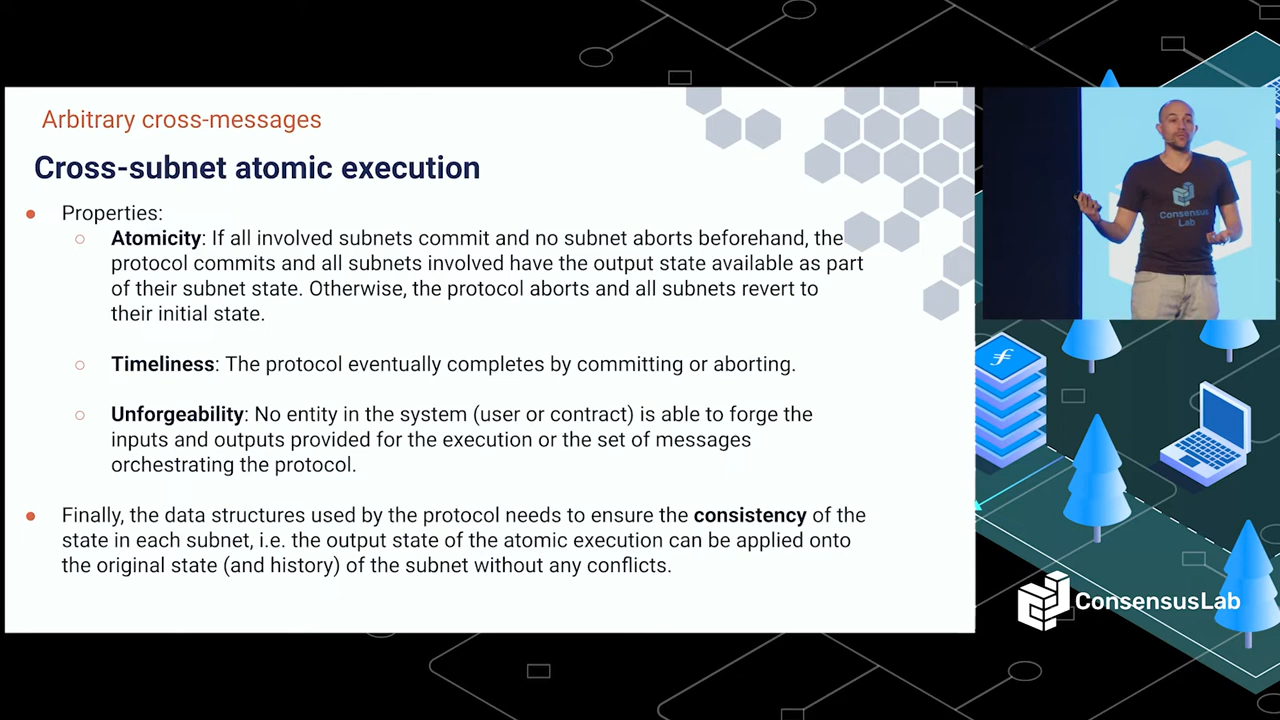 Arbitrary cross-messages
Cross-subnet atomic execution
Properties:
Atomicity: If all involved subnets commit and no subnet aborts beforehand, the
protocol commits and all subnets involved have the output state available as part
of their subnet state. Otherwise, the protocol aborts and all subnets revert to
their initial state.
Timeliness: The protocol eventually completes by committing or aborting.
Unforgeability: No entity in the system (user or contract) is able to forge the
inputs and outputs provided for the execution or the set of messages
orchestrating the protocol.
Finally, the data structures used by the protocol needs to ensure the consistency of the
state in each subnet, i.e. the output state of the atomic execution can be applied onto
the original state (and history) of the subnet without any conflicts.
Consensus
Lab
ConsensusLab